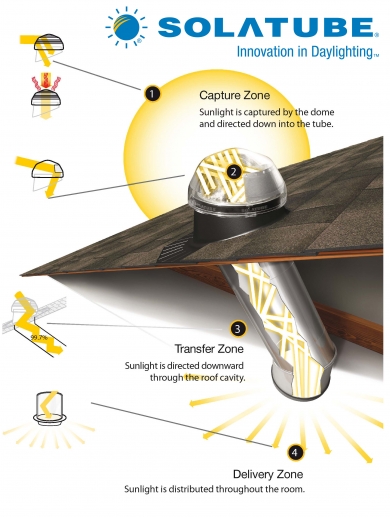 SOLATUBE®
Innovation in Daylighting™
1
Capture Zone
Sunlight is captured by the dome
and directed down into the tube.
2
99.7%
3
Transfer Zone
Sunlight is directed downward
through the roof cavity.
4
Delivery Zone
Sunlight is distributed throughout the room.